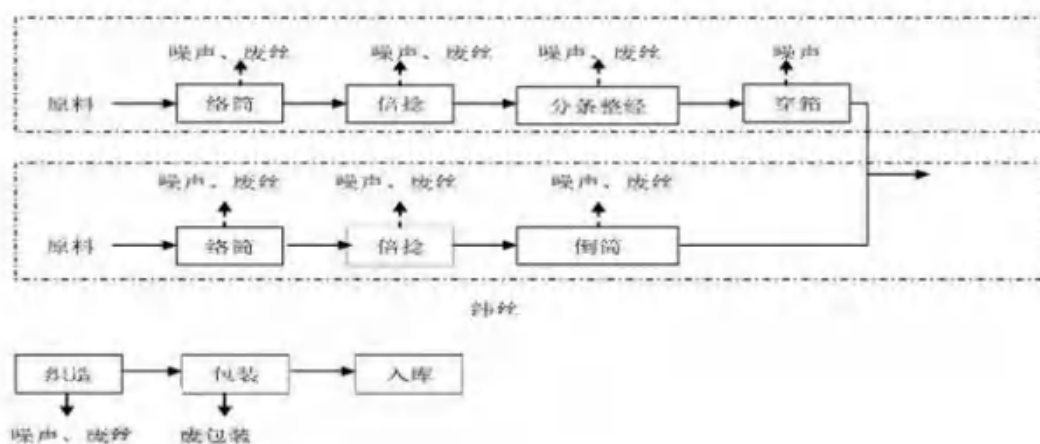 噪声、废丝 噪声、废丝 噪声、废丝 噪声
原料 络筒 倍捻 分条整经 穿箱
噪声、废丝 噪声、废丝 噪声、废丝
原料 络筒 倍捻 倒筒
纬丝
织造 包装 入库
噪声、废丝 废包装